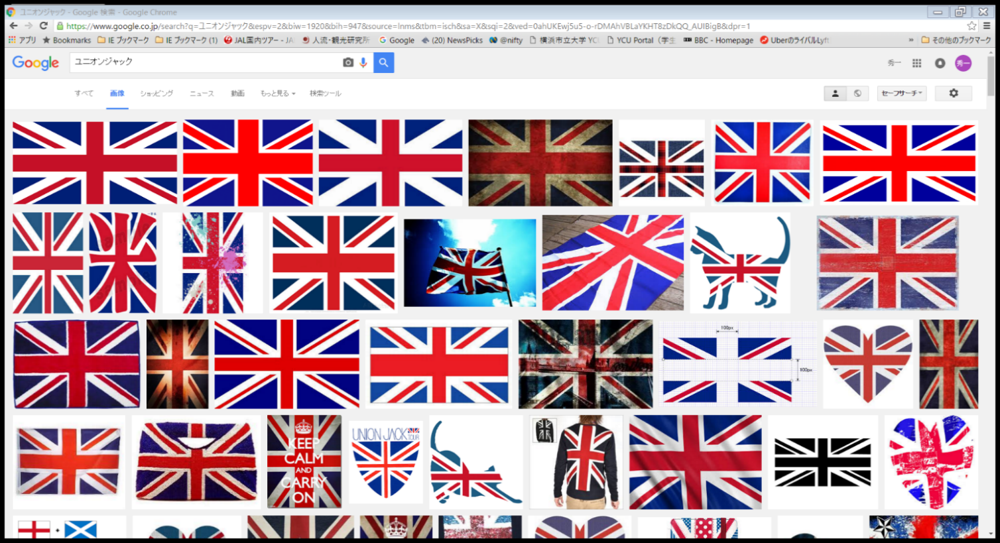 ユニオンジャック - Google 検索 - Google Chrome
https://www.google.co.jp/search?q=ユニオンジャック&espv=2&biw=1920&bih=947&source=lnms&tbm=isch&sa=X&sqi=2&ved=0ahUKEwj5u5-o-rDMAhVBLaYKHT8zDkQQ_AUIBigB&dpr=1
アプリ Bookmarks IE ブックマーク IE ブックマーク (1) JAL国内ツアー - JA 人流・観光研究所 Google (20) NewsPicks @nifty 横浜市立大学 YC YCU Portal（学生 BBC - Homepage UberのライバルLyft » その他のブックマーク
Google ユニオンジャック 秀一 秀一
すべて 画像 ショッピング ニュース 動画 もっと見る 検索ツール セーフサーチ
米
100px
100px
KEEP
CALM
AND
CARRY
ON
UNION JACK
TOUR
+